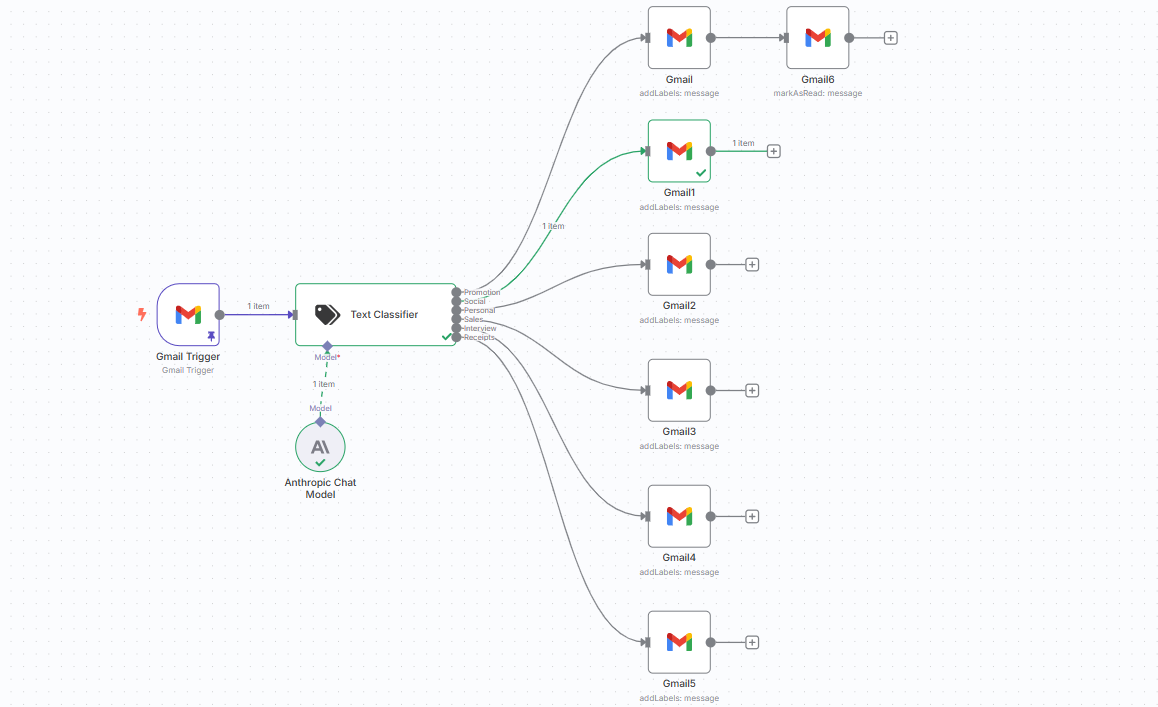 Gmail
addLabels: message
Gmail6
markAsRead: message
1 item
Gmail1
addLabels: message
1 item
Gmail2
addLabels: message
Gmail Trigger
Gmail Trigger
1 item
Text Classifier
Promotion
Social
Personal
Sales
Interview
Receipts
Model*
1 item
Model
Anthropic Chat
Model
Gmail3
addLabels: message
Gmail4
addLabels: message
Gmail5
addLabels: message